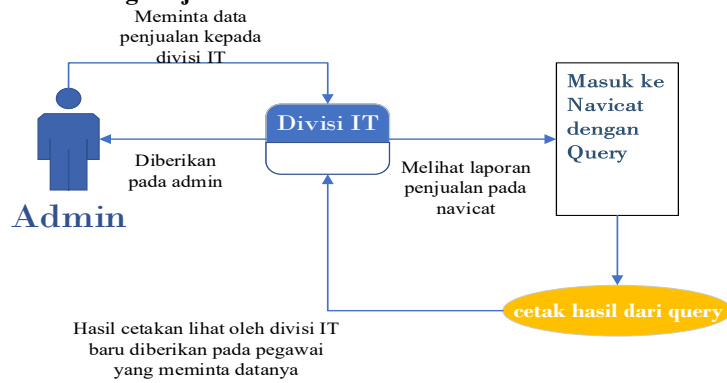 Meminta data
penjualan kepada
divisi IT
Divisi IT
Masuk ke
Navicat
dengan
Query
Diberikan
pada admin
Melihat laporan
penjualan pada
navicat
Admin
cetak hasil dari query
Hasil cetakan lihat oleh divisi IT
baru diberikan pada pegawai
yang meminta datanya